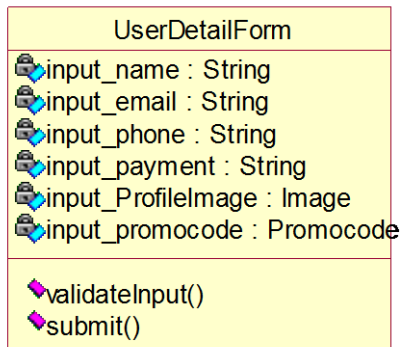 UserDetailForm
input_name : String
input_email : String
input_phone : String
input_payment : String
input_ProfileImage : Image
input_promocode : Promocode
validateInput()
submit()